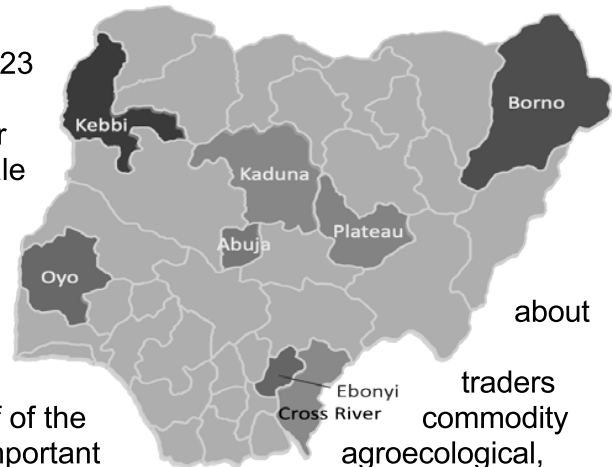 23
r
le
Kebbi
Borno
Kaduna
Abuja
Plateau
Oyo
about
Ebonyi
traders
Cross River
commodity
of the
mportant
agroecological,